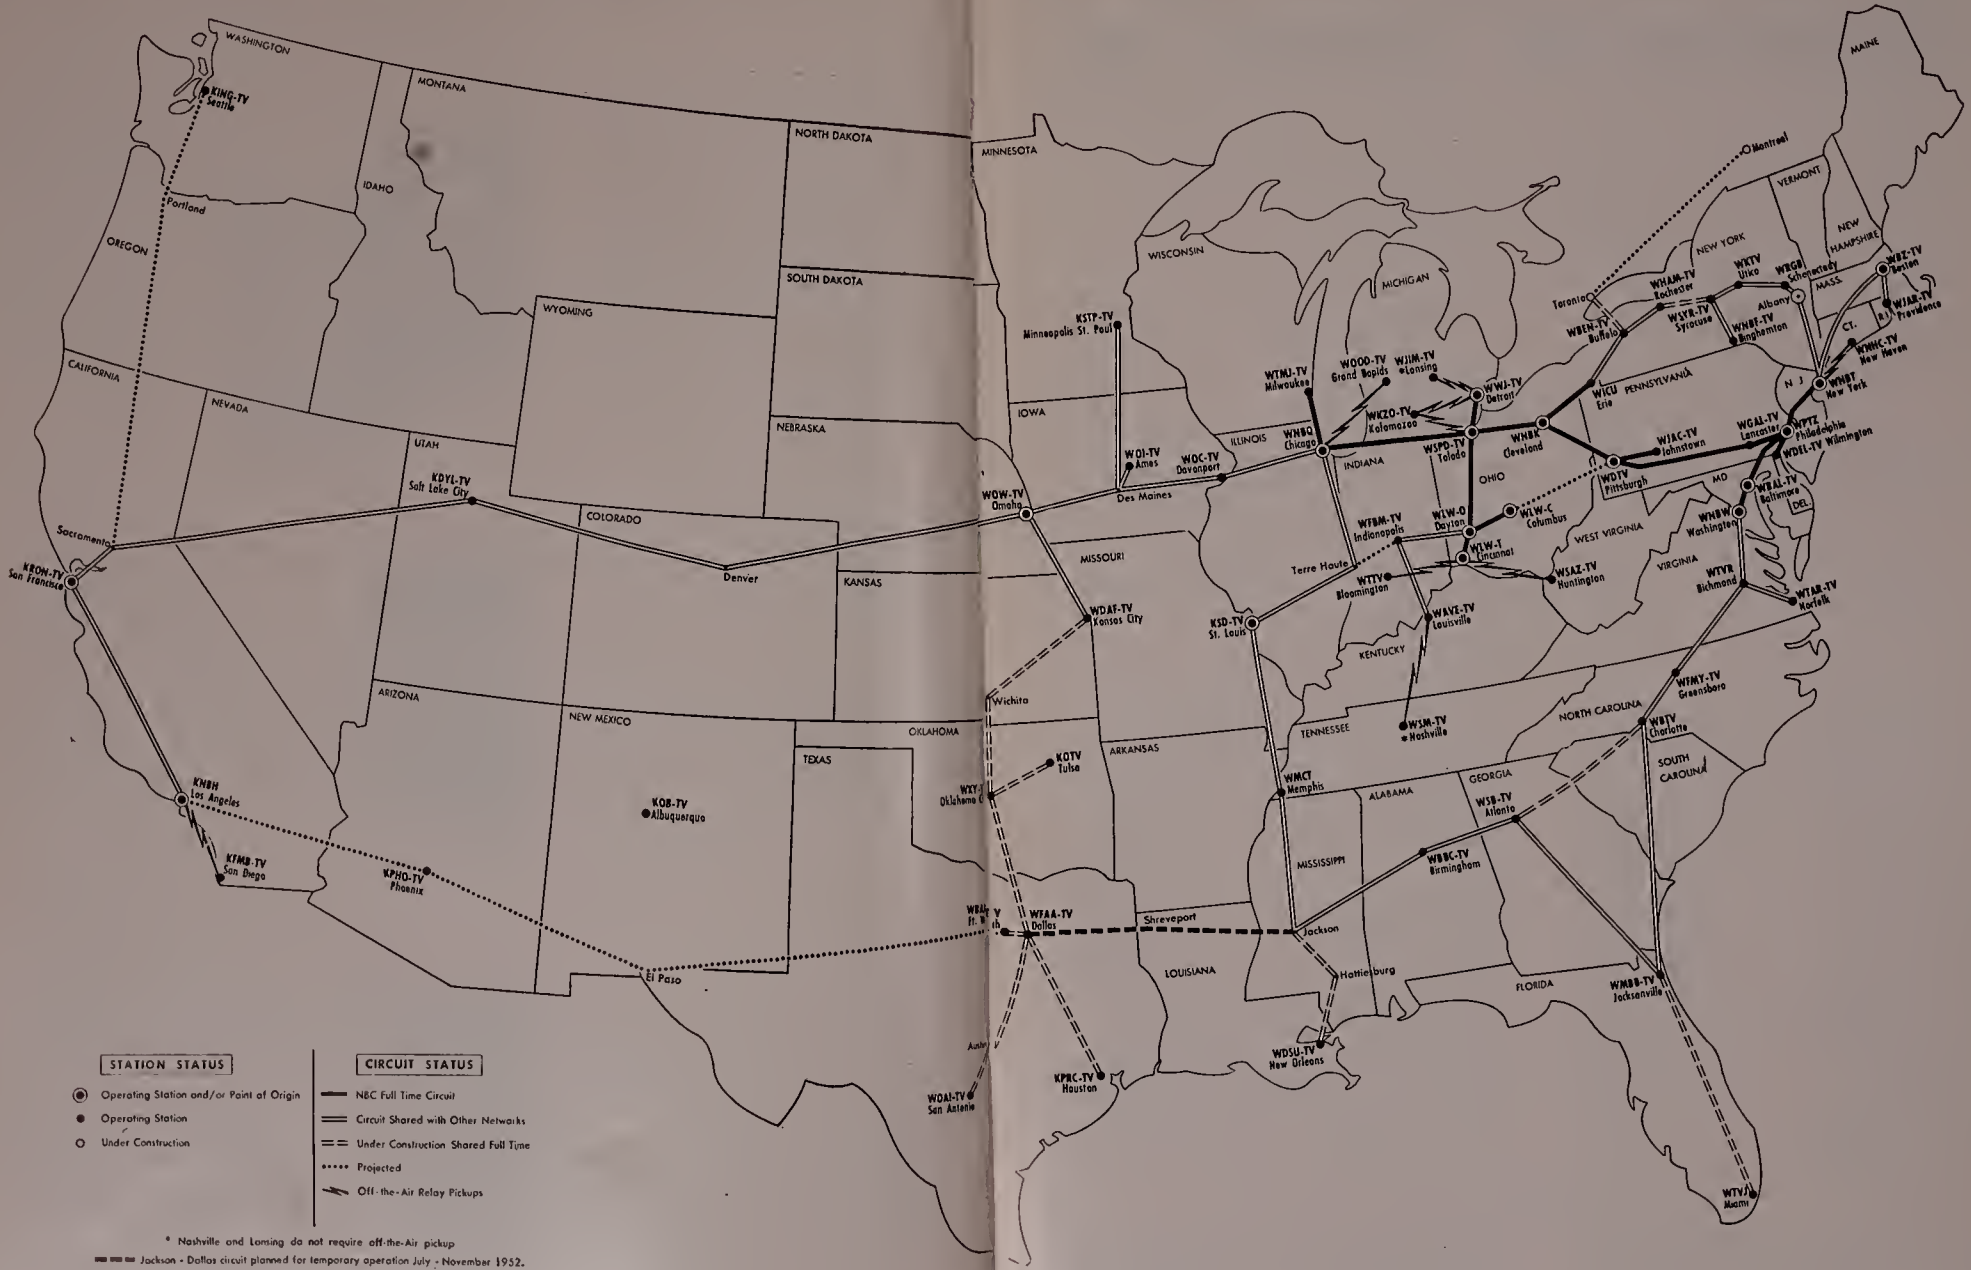 WASHINGTON
KING-TV
Seattle
MONTANA
NORTH DAKOTA
MINNESOTA
MAINE
IDAHO
Portland
OREGON
SOUTH DAKOTA
WYOMING
WISCONSIN
MICHIGAN
Montreal
VERMONT
NEW
HAMPSHIRE
NEW YORK
Toronto
WHAM-TV
Rochester
WKTV
Utica
WRGB
Schenectady
Albany
MASS.
WBZ-TV
Boston
WJAR-TV
Providence
R I
CT.
WBEN-TV
Buffalo
WSYR-TV
Syracuse
WNBF-TV
Binghamton
WNHC-TV
New Haven
CALIFORNIA
NEVADA
UTAH
NEBRASKA
IOWA
ILLINOIS
KSTP-TV
Minneapolis St. Paul
WTMJ-TV
Milwaukee
WOOD-TV
Grand Rapids
WJIM-TV
*Lansing
WWJ-TV
Detroit
WKZO-TV
Kalamazoo
WICU
Erie
PENNSYLVANIA
N J
WNBT
New York
WNBQ
Chicago
WSPD-TV
Toledo
WNBK
Cleveland
WJAC-TV
Johnstown
WGAL-TV
Lancaster
WPTZ
Philadelphia
WDEL-TV Wilmington
WDTV
Pittsburgh
WBAL-TV
Baltimore
MD
DEL.
KDYL-TV
Salt Lake City
COLORADO
WOW-TV
Omaha
WOI-TV
Ames
Des Moines
WOC-TV
Davenport
INDIANA
OHIO
WLW-D
Dayton
WLW-C
Columbus
WNBW
Washington
WEST VIRGINIA
VIRGINIA
WTVR
Richmond
WTAR-TV
Norfolk
Sacramento
KRON-TV
San Francisco
Denver
KANSAS
MISSOURI
WFBM-TV
Indianapolis
WLW-T
Terre Haute
WTTV
Bloomington
WSAZ-TV
Huntington
WDAF-TV
Kansas City
KSD-TV
St. Louis
WAVE-TV
Louisville
KENTUCKY
ARIZONA
NEW MEXICO
Wichita
OKLAHOMA
TEXAS
ARKANSAS
TENNESSEE
WSM-TV
*Nashville
NORTH CAROLINA
WFMY-TV
Greensboro
WBTV
Charlotte
SOUTH
CAROLINA
KNBH
Los Angeles
KOB-TV
Albuquerque
KOTV
Tulsa
Oklahoma
WMCT
Memphis
ALABAMA
GEORGIA
WSB-TV
Atlanta
KFMB-TV
San Diego
KPHO-TV
Phoenix
MISSISSIPPI
WBRC-TV
Birmingham
WFAA-TV
Dallas
Shreveport
Jackson
El Paso
LOUISIANA
Hattiesburg
FLORIDA
WMBR-TV
Jacksonville
WDSU-TV
New Orleans
KPRC-TV
Houston
WOAI-TV
San Antonio
WTVJ
Miami
STATION STATUS
Operating Station and/or Point of Origin
Operating Station
Under Construction
CIRCUIT STATUS
NBC Full Time Circuit
Circuit Shared with Other Networks
Under Construction Shared Full Time
Projected
Off-the-Air Relay Pickups
* Nashville and Lansing do not require off-the-Air pickup
Jackson - Dallas circuit planned for temporary operation July - November 1952.